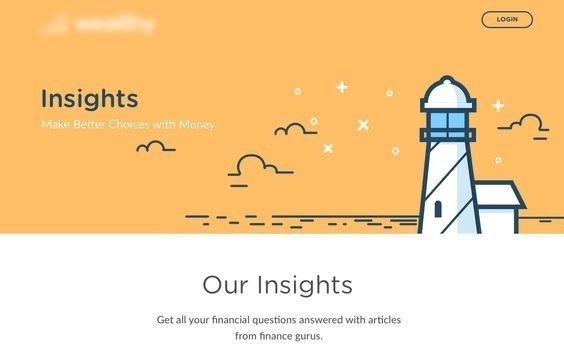 LOGIN
Insights
Make Better Choices with Money
Our Insights
Get all your financial questions answered with articles
from finance gurus.